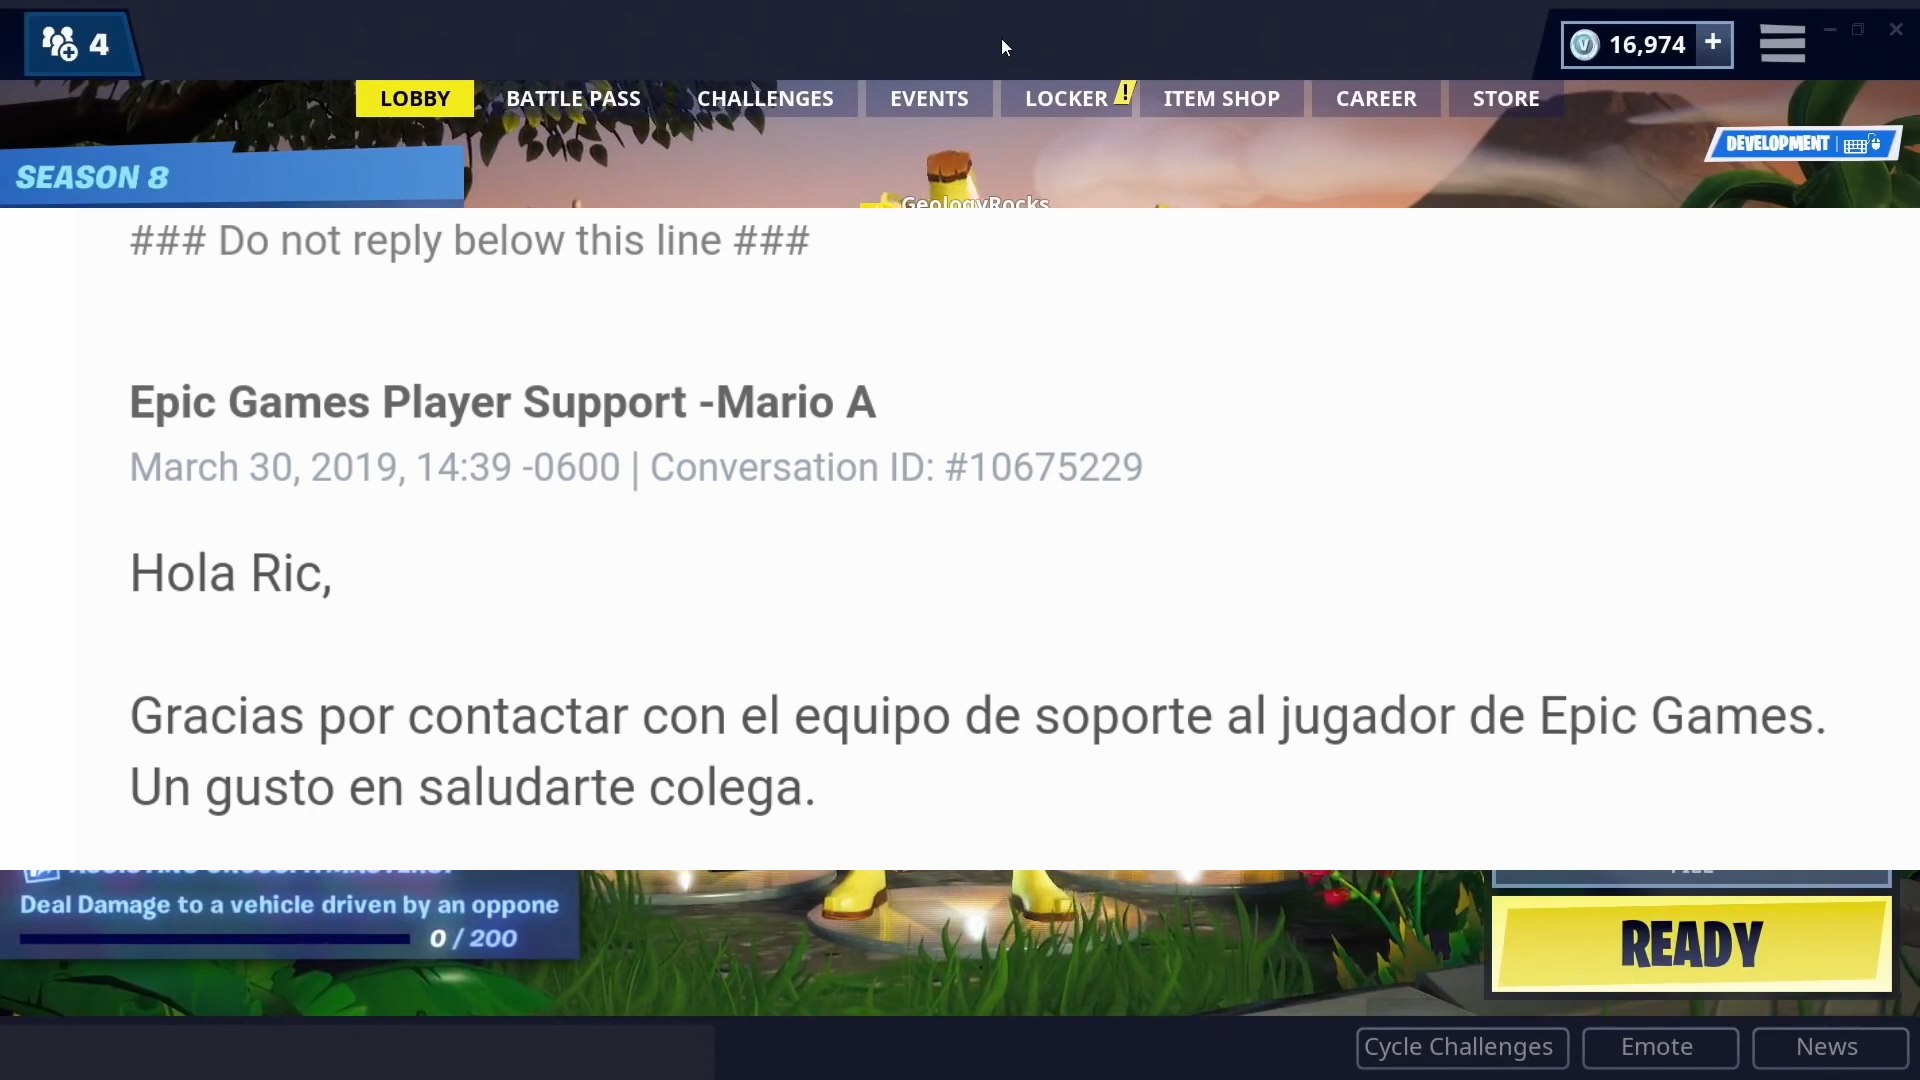 4
16,974 +
LOBBY BATTLE PASS CHALLENGES EVENTS LOCKER ! ITEM SHOP CAREER STORE
DEVELOPMENT
SEASON 8
GeologyRocks
### Do not reply below this line ###
Epic Games Player Support -Mario A
March 30, 2019, 14:39 -0600 | Conversation ID: #10675229
Hola Ric,
Gracias por contactar con el equipo de soporte al jugador de Epic Games.
Un gusto en saludarte colega.
Deal Damage to a vehicle driven by an oppone
0 / 200
READY
Cycle Challenges Emote News